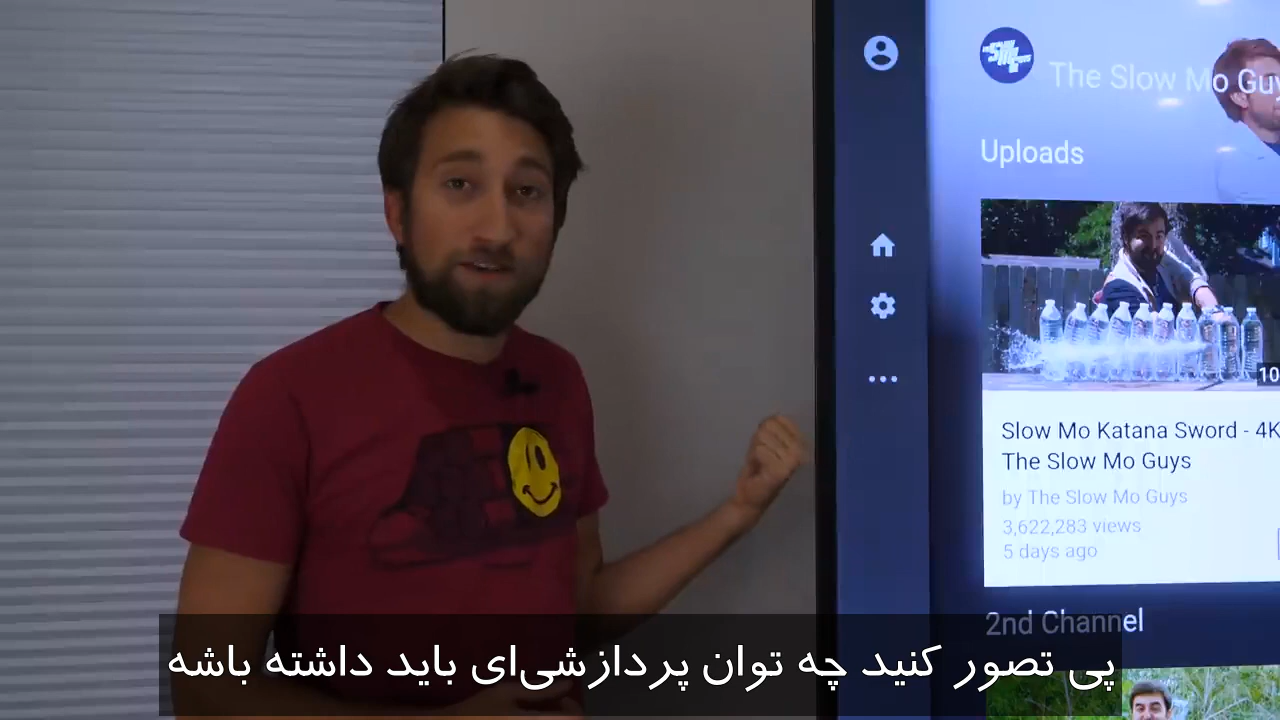 The Slow Mo Guy
Uploads
10
Slow Mo Katana Sword - 4K
The Slow Mo Guys
by The Slow Mo Guys
3,622,283 views
5 days ago
2nd Channel
پی تصور کنید چه توان پردازشی‌ای باید داشته باشه